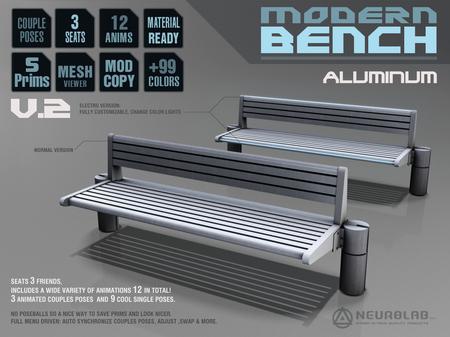 COUPLE
POSES
3
SEATS
12
ANIMS
MATERIAL
READY
5
Prims
MESH
VIEWER
MOD
COPY
+99
COLORS
MODERN
BENCH
ALUMINUM
V.2
ELECTRO VERSION:
FULLY CUSTOMIZABLE, CHANGE COLOR LIGHTS
NORMAL VERSION
SEATS 3 FRIENDS,
INCLUDES A WIDE VARIETY OF ANIMATIONS 12 IN TOTAL!
3 ANIMATED COUPLES POSES AND 9 COOL SINGLE POSES.
NO POSEBALLS SO A NICE WAY TO SAVE PRIMS AND LOOK NICER.
FULL MENU DRIVEN: AUTO SYNCHRONIZE COUPLES POSES, ADJUST ,SWAP & MORE.
NEURBLAB